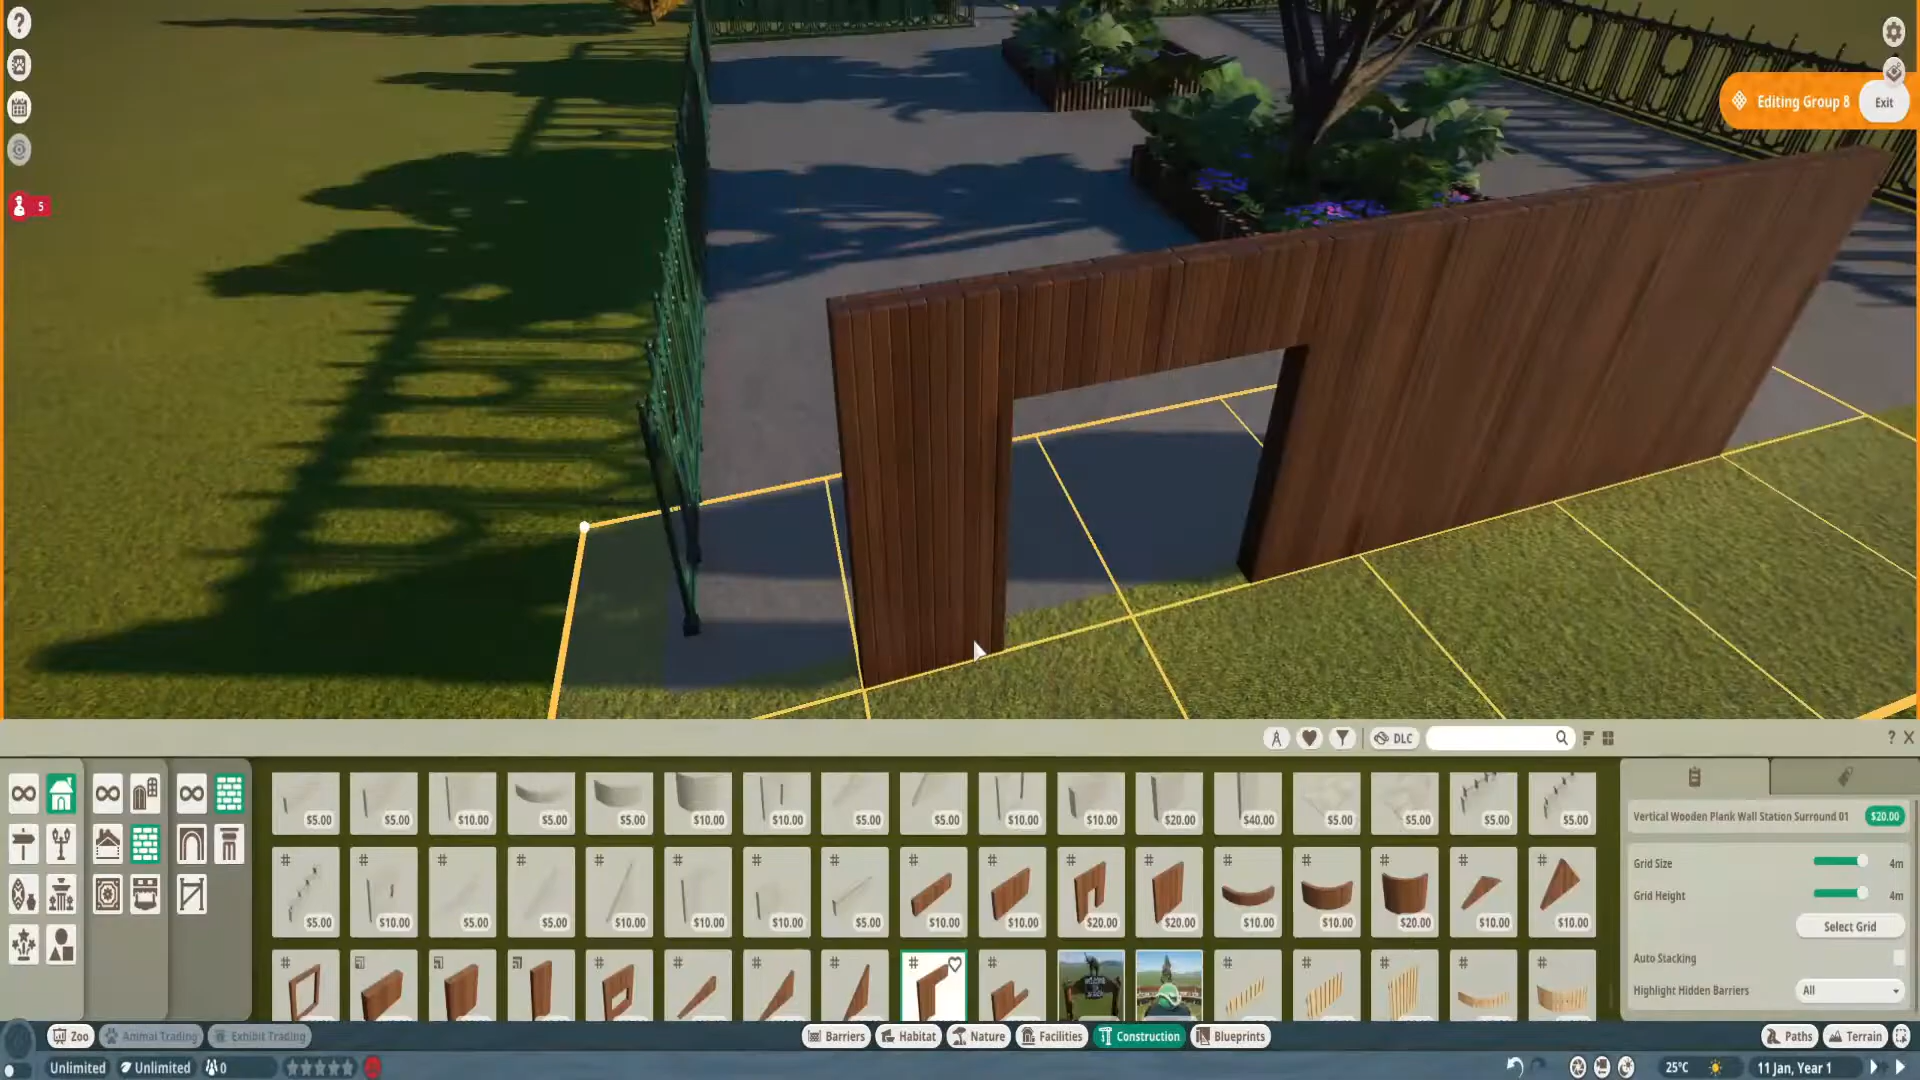 ?
Editing Group 8
Exit
5
DLC
? X
$5.00 $5.00 $10.00 $5.00 $5.00 $10.00 $10.00 $5.00 $5.00 $10.00 $10.00 $20.00 $40.00 $5.00 $5.00 $5.00 $5.00
Vertical Wooden Plank Wall Station Surround 01 $20.00
# # # # # # # # # # # # # # # # #
Grid Size 4m
Grid Height 4m
$5.00 $10.00 $5.00 $5.00 $10.00 $10.00 $10.00 $5.00 $10.00 $10.00 $20.00 $20.00 $10.00 $10.00 $20.00 $10.00 $10.00
Select Grid
Auto Stacking
# # # # # # # # # # # #
Highlight Hidden Barriers All
Zoo Animal Trading Exhibit Trading Barriers Habitat Nature Facilities Construction Blueprints Paths Terrain
Unlimited Unlimited 0 25°C 11 Jan, Year 1